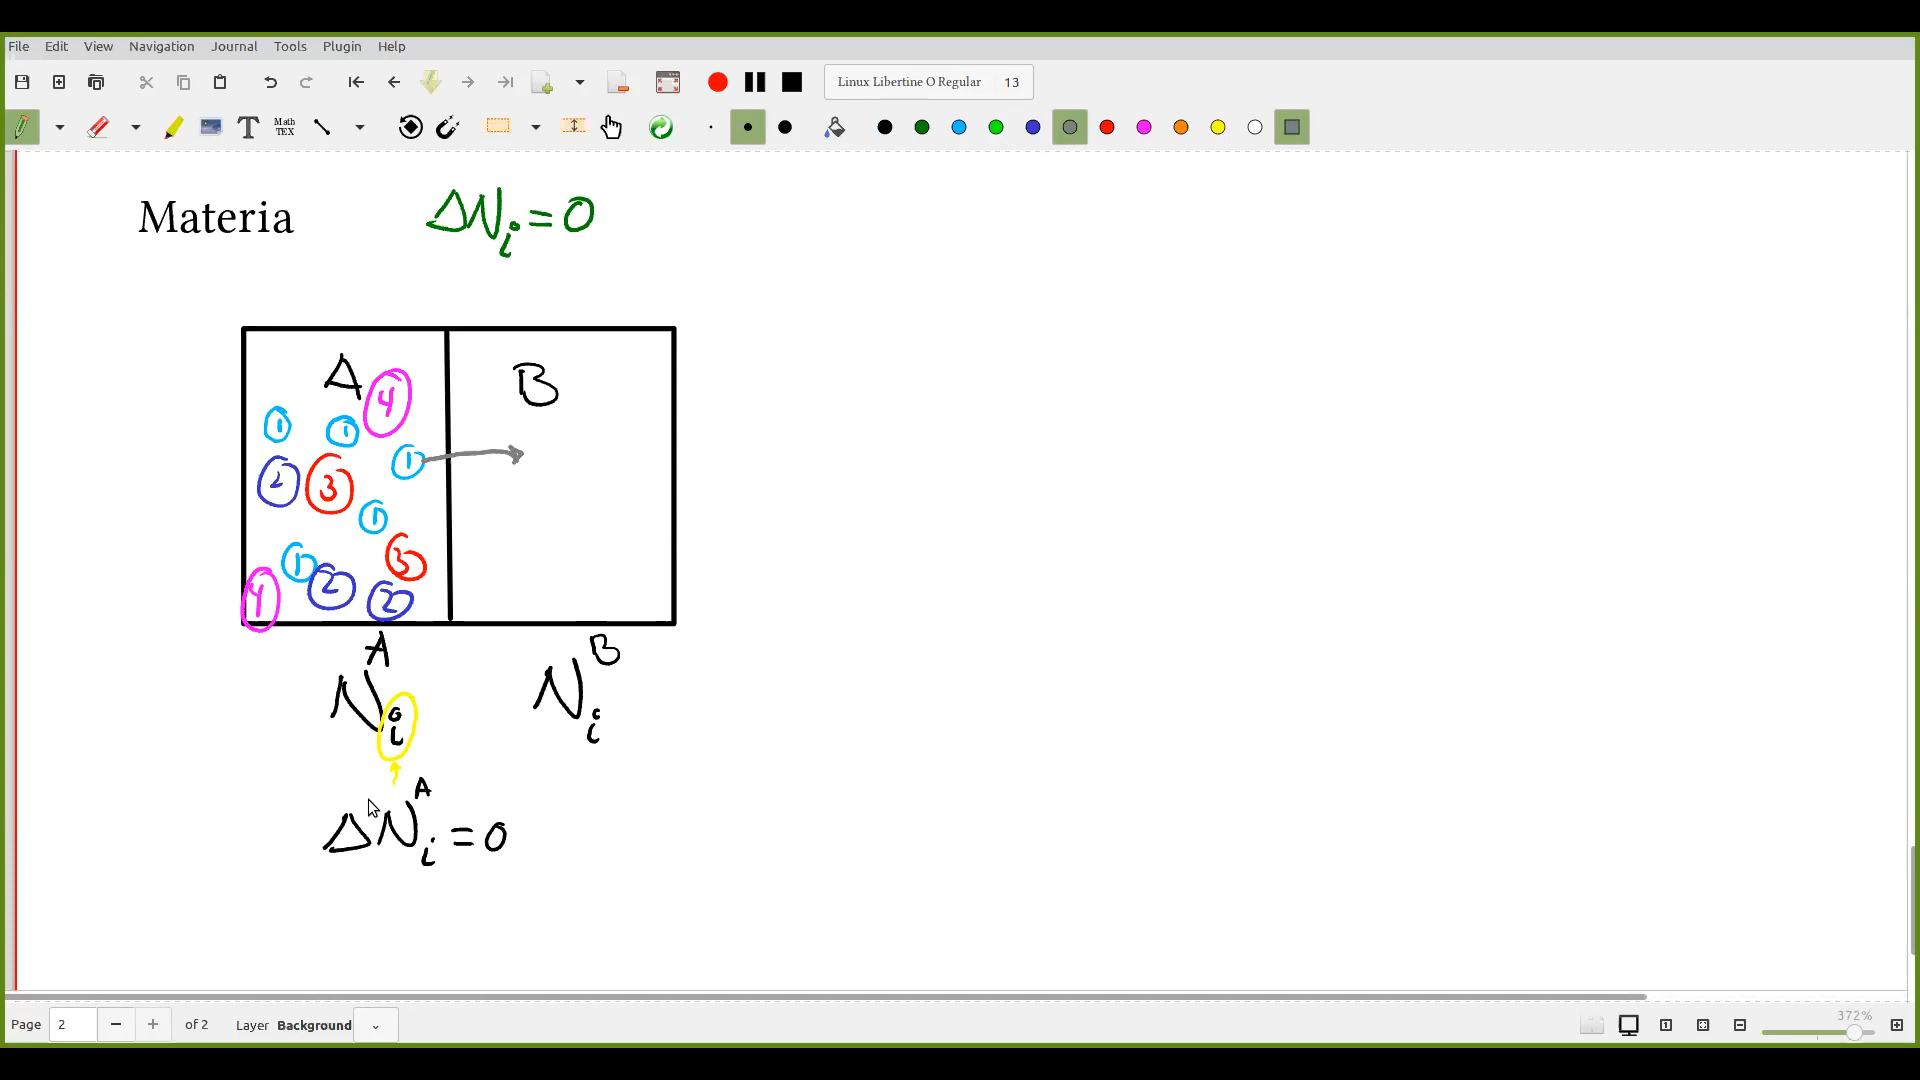 File Edit View Navigation Journal Tools Plugin Help
Linux Libertine O Regular 13
Math TEX
Materia ΔN_i = 0
A B
4
1 1
1
2 3
1
1 3
4 2 2
N_i^A N_i^B
ΔN_i^A = 0
372%
Page 2 of 2 Layer Background